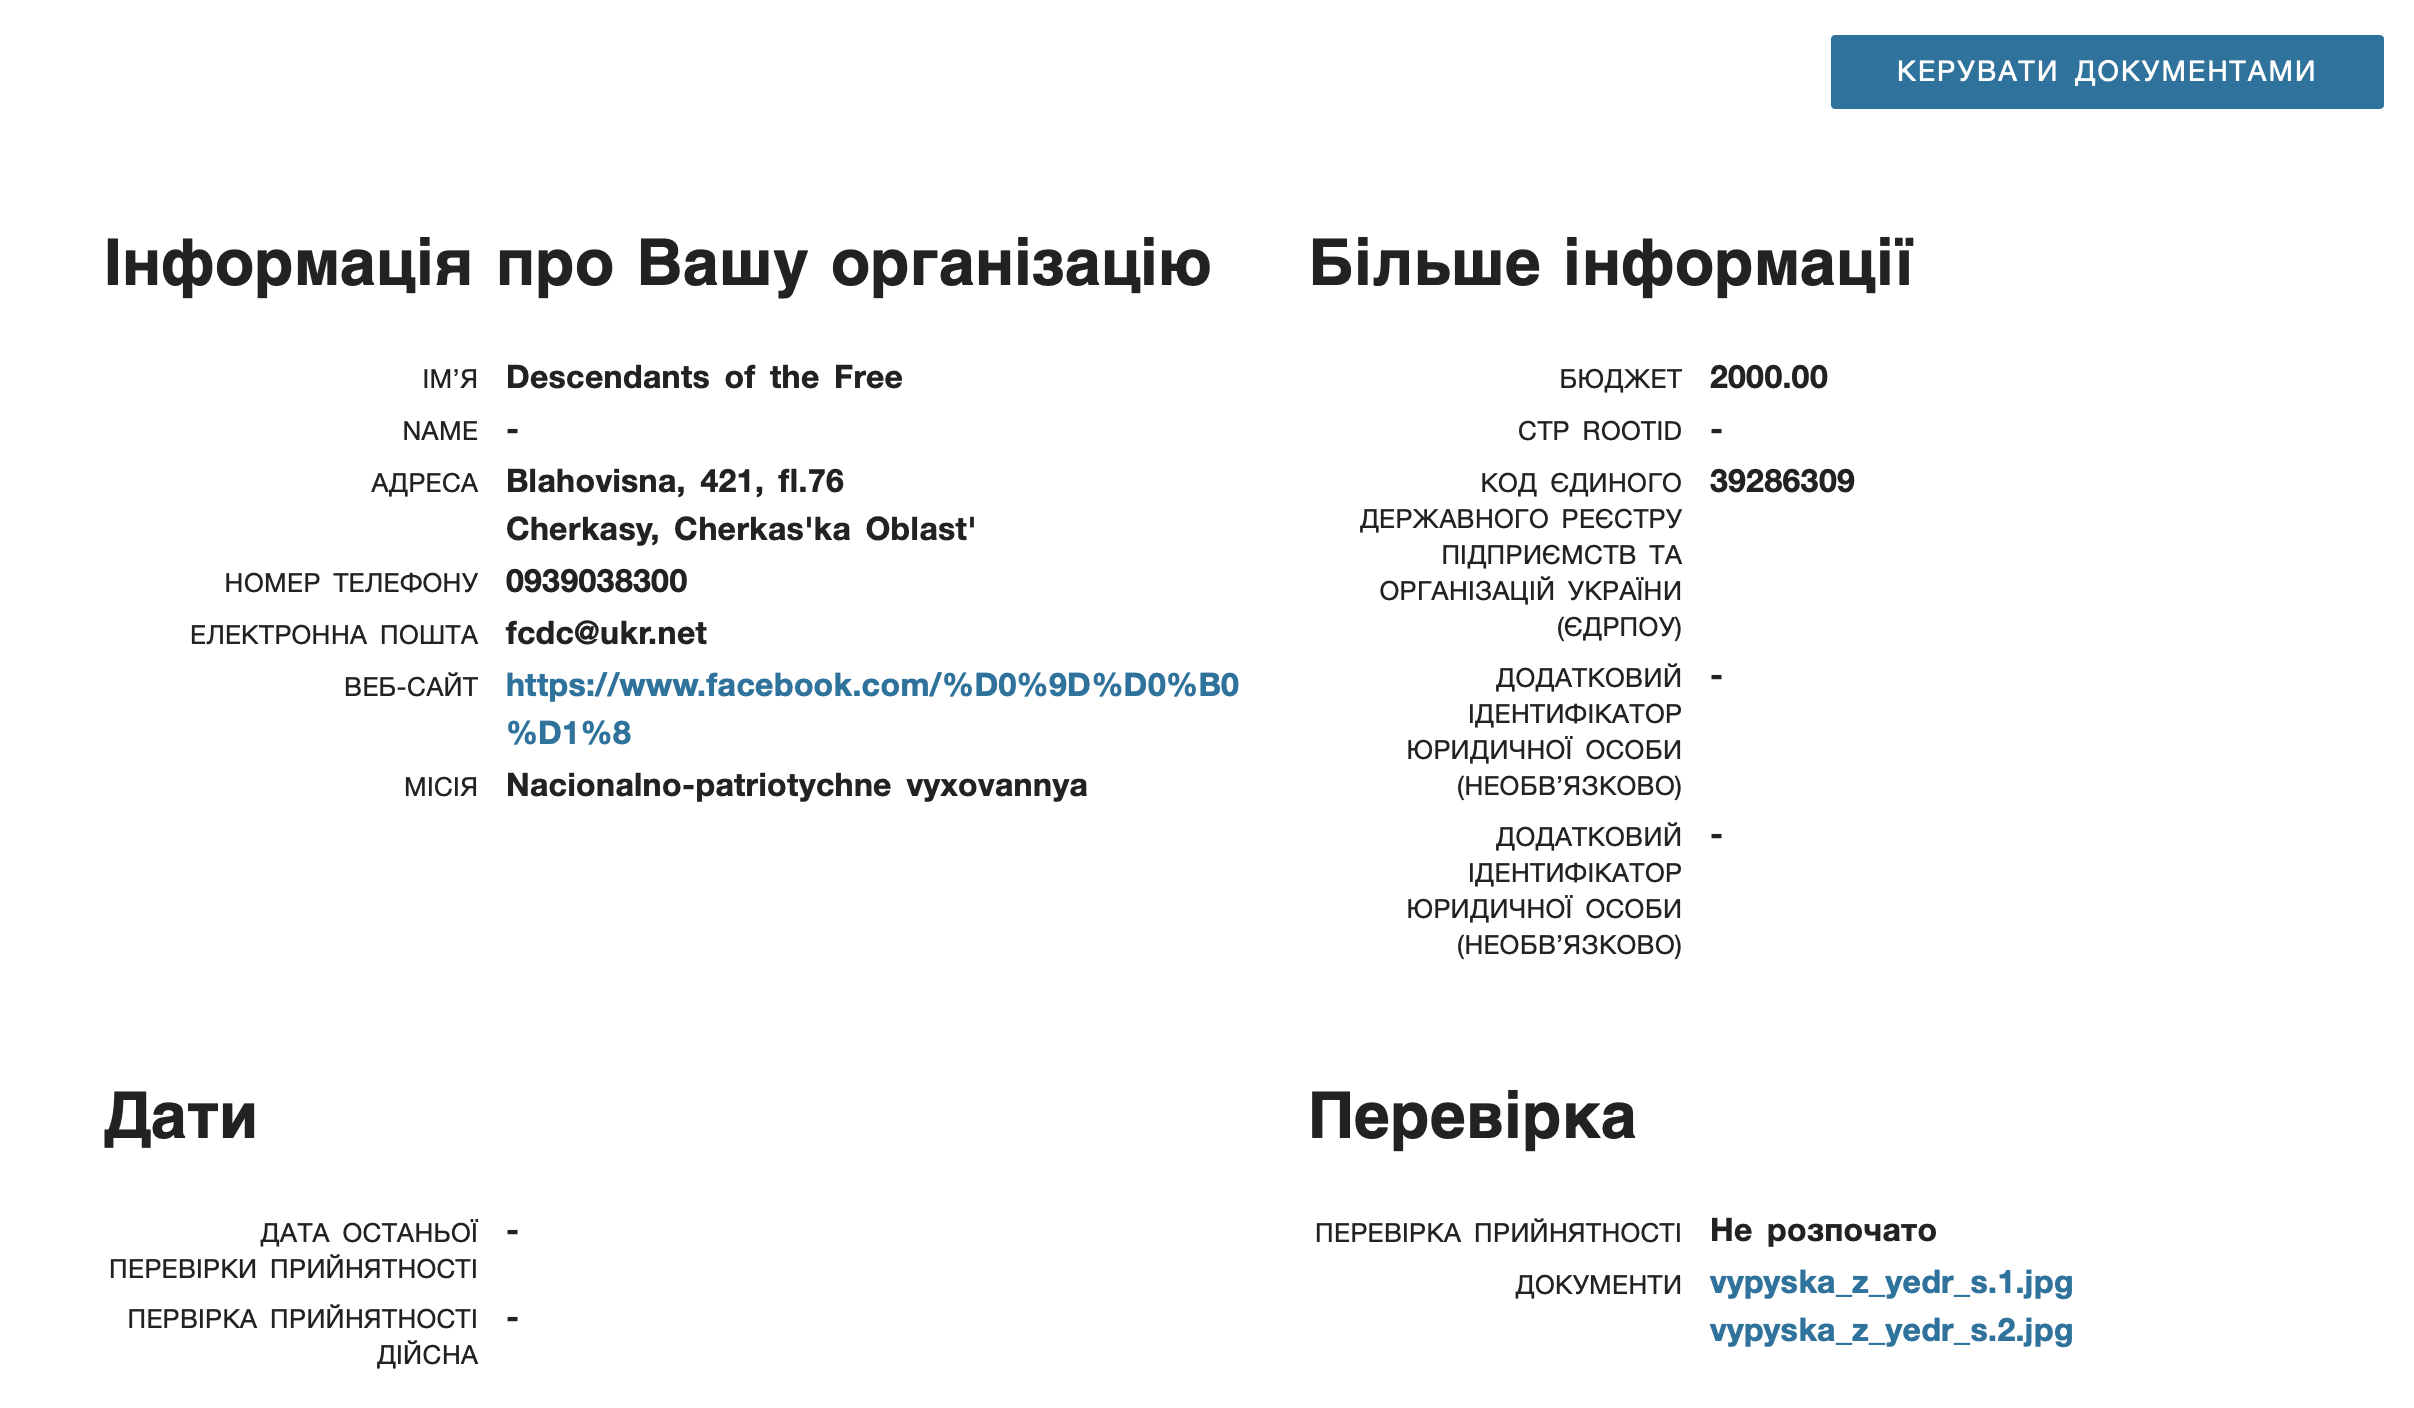 КЕРУВАТИ ДОКУМЕНТАМИ
Інформація про Вашу організацію
ІМ’Я Descendants of the Free
NAME -
АДРЕСА Blahovisna, 421, fl.76
Cherkasy, Cherkas'ka Oblast'
НОМЕР ТЕЛЕФОНУ 0939038300
ЕЛЕКТРОННА ПОШТА fcdc@ukr.net
ВЕБ-САЙТ https://www.facebook.com/%D0%9D%D0%B0
%D1%8
МІСІЯ Nacionalno-patriotychne vyxovannya
Більше інформації
БЮДЖЕТ 2000.00
СТР ROOTID -
КОД ЄДИНОГО 39286309
ДЕРЖАВНОГО РЕЄСТРУ
ПІДПРИЄМСТВ ТА
ОРГАНІЗАЦІЙ УКРАЇНИ
(ЄДРПОУ)
ДОДАТКОВИЙ -
ІДЕНТИФІКАТОР
ЮРИДИЧНОЇ ОСОБИ
(НЕОБВ’ЯЗКОВО)
ДОДАТКОВИЙ -
ІДЕНТИФІКАТОР
ЮРИДИЧНОЇ ОСОБИ
(НЕОБВ’ЯЗКОВО)
Дати
ДАТА ОСТАНЬОЇ -
ПЕРЕВІРКИ ПРИЙНЯТНОСТІ
ПЕРВІРКА ПРИЙНЯТНОСТІ -
ДІЙСНА
Перевірка
ПЕРЕВІРКА ПРИЙНЯТНОСТІ Не розпочато
ДОКУМЕНТИ vypyska_z_yedr_s.1.jpg
vypyska_z_yedr_s.2.jpg